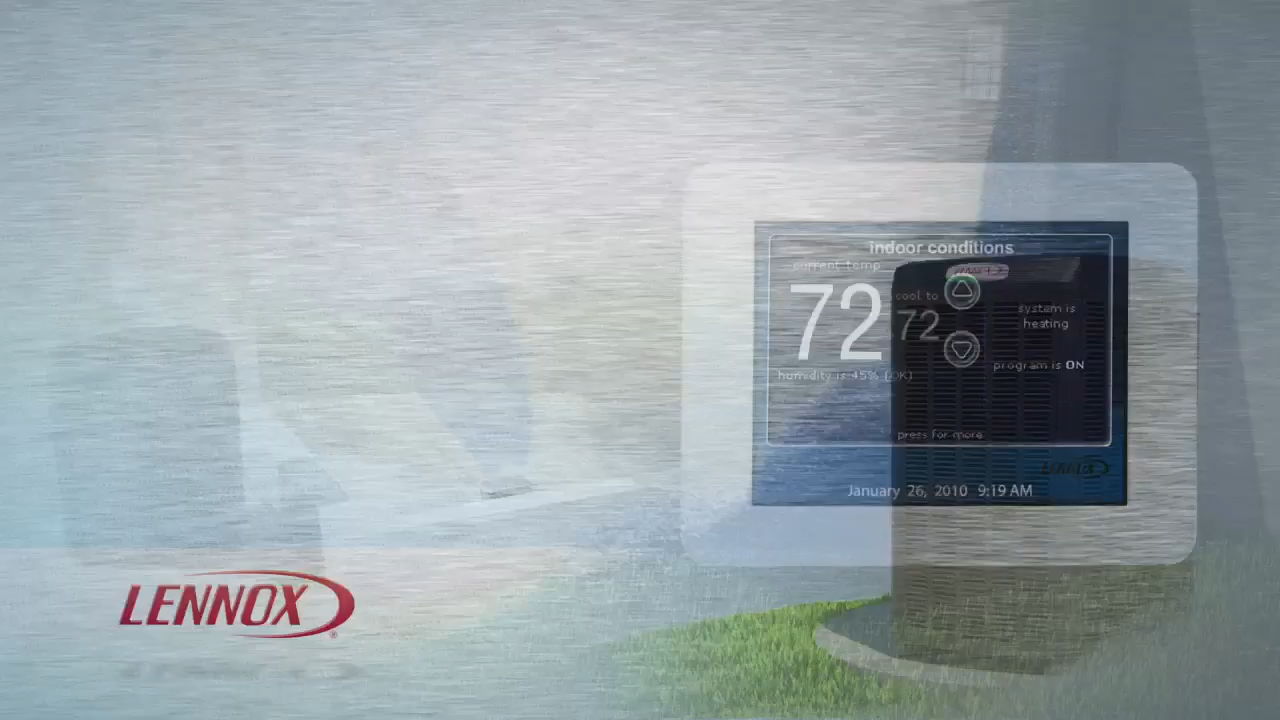 indoor conditions
current temp
72
cool to
72
system is
heating
program is ON
humidity is 45% (OK)
press for more
LENNOX
January 26, 2010 9:19 AM
LENNOX